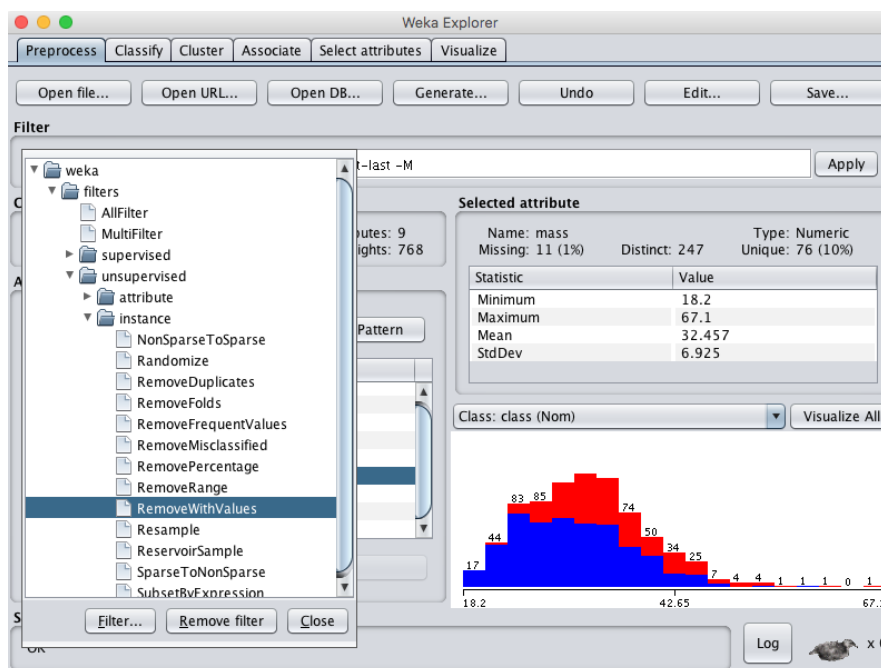 Weka Explorer
Preprocess Classify Cluster Associate Select attributes Visualize
Open file... Open URL... Open DB... Generate... Undo Edit... Save...
Filter
t-last -M Apply
weka
filters
AllFilter
MultiFilter
supervised
unsupervised
attribute
instance
NonSparseToSparse
Randomize
RemoveDuplicates
RemoveFolds
RemoveFrequentValues
RemoveMisclassified
RemovePercentage
RemoveRange
RemoveWithValues
Resample
ReservoirSample
SparseToNonSparse
SubsetByExpression
Filter... Remove filter Close
butes: 9
ights: 768
Pattern
Selected attribute
Name: mass Type: Numeric
Missing: 11 (1%) Distinct: 247 Unique: 76 (10%)
Statistic Value
Minimum 18.2
Maximum 67.1
Mean 32.457
StdDev 6.925
Class: class (Nom) Visualize All
17 44 83 85 74 50 34 25 7 4 4 1 1 1 0 1
18.2 42.65 67.
OK
Log x